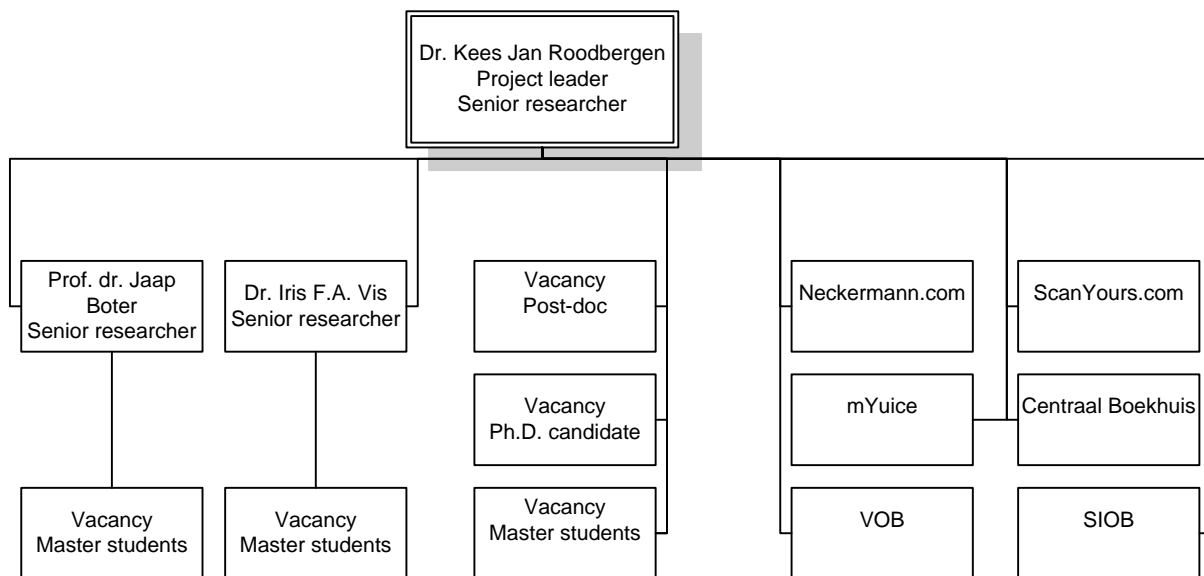 Dr. Kees Jan Roodbergen
Project leader
Senior researcher
Prof. dr. Jaap
Boter
Senior researcher
Dr. Iris F.A. Vis
Senior researcher
Vacancy
Post-doc
Neckermann.com
ScanYours.com
Vacancy
Ph.D. candidate
mYuice
Centraal Boekhuis
Vacancy
Master students
Vacancy
Master students
Vacancy
Master students
VOB
SIOB